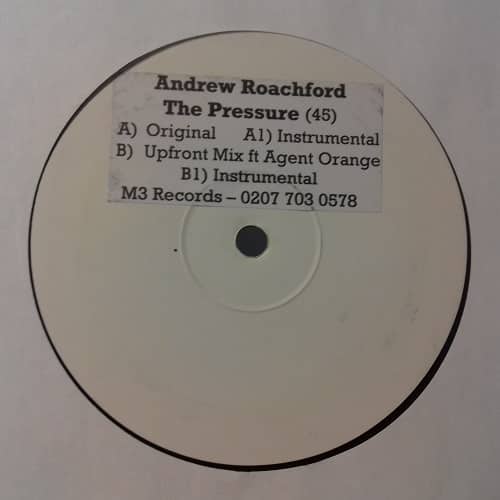 Andrew Roachford
The Pressure (45)
A) Original A1) Instrumental
B) Upfront Mix ft Agent Orange
B1) Instrumental
M3 Records – 0207 703 0578